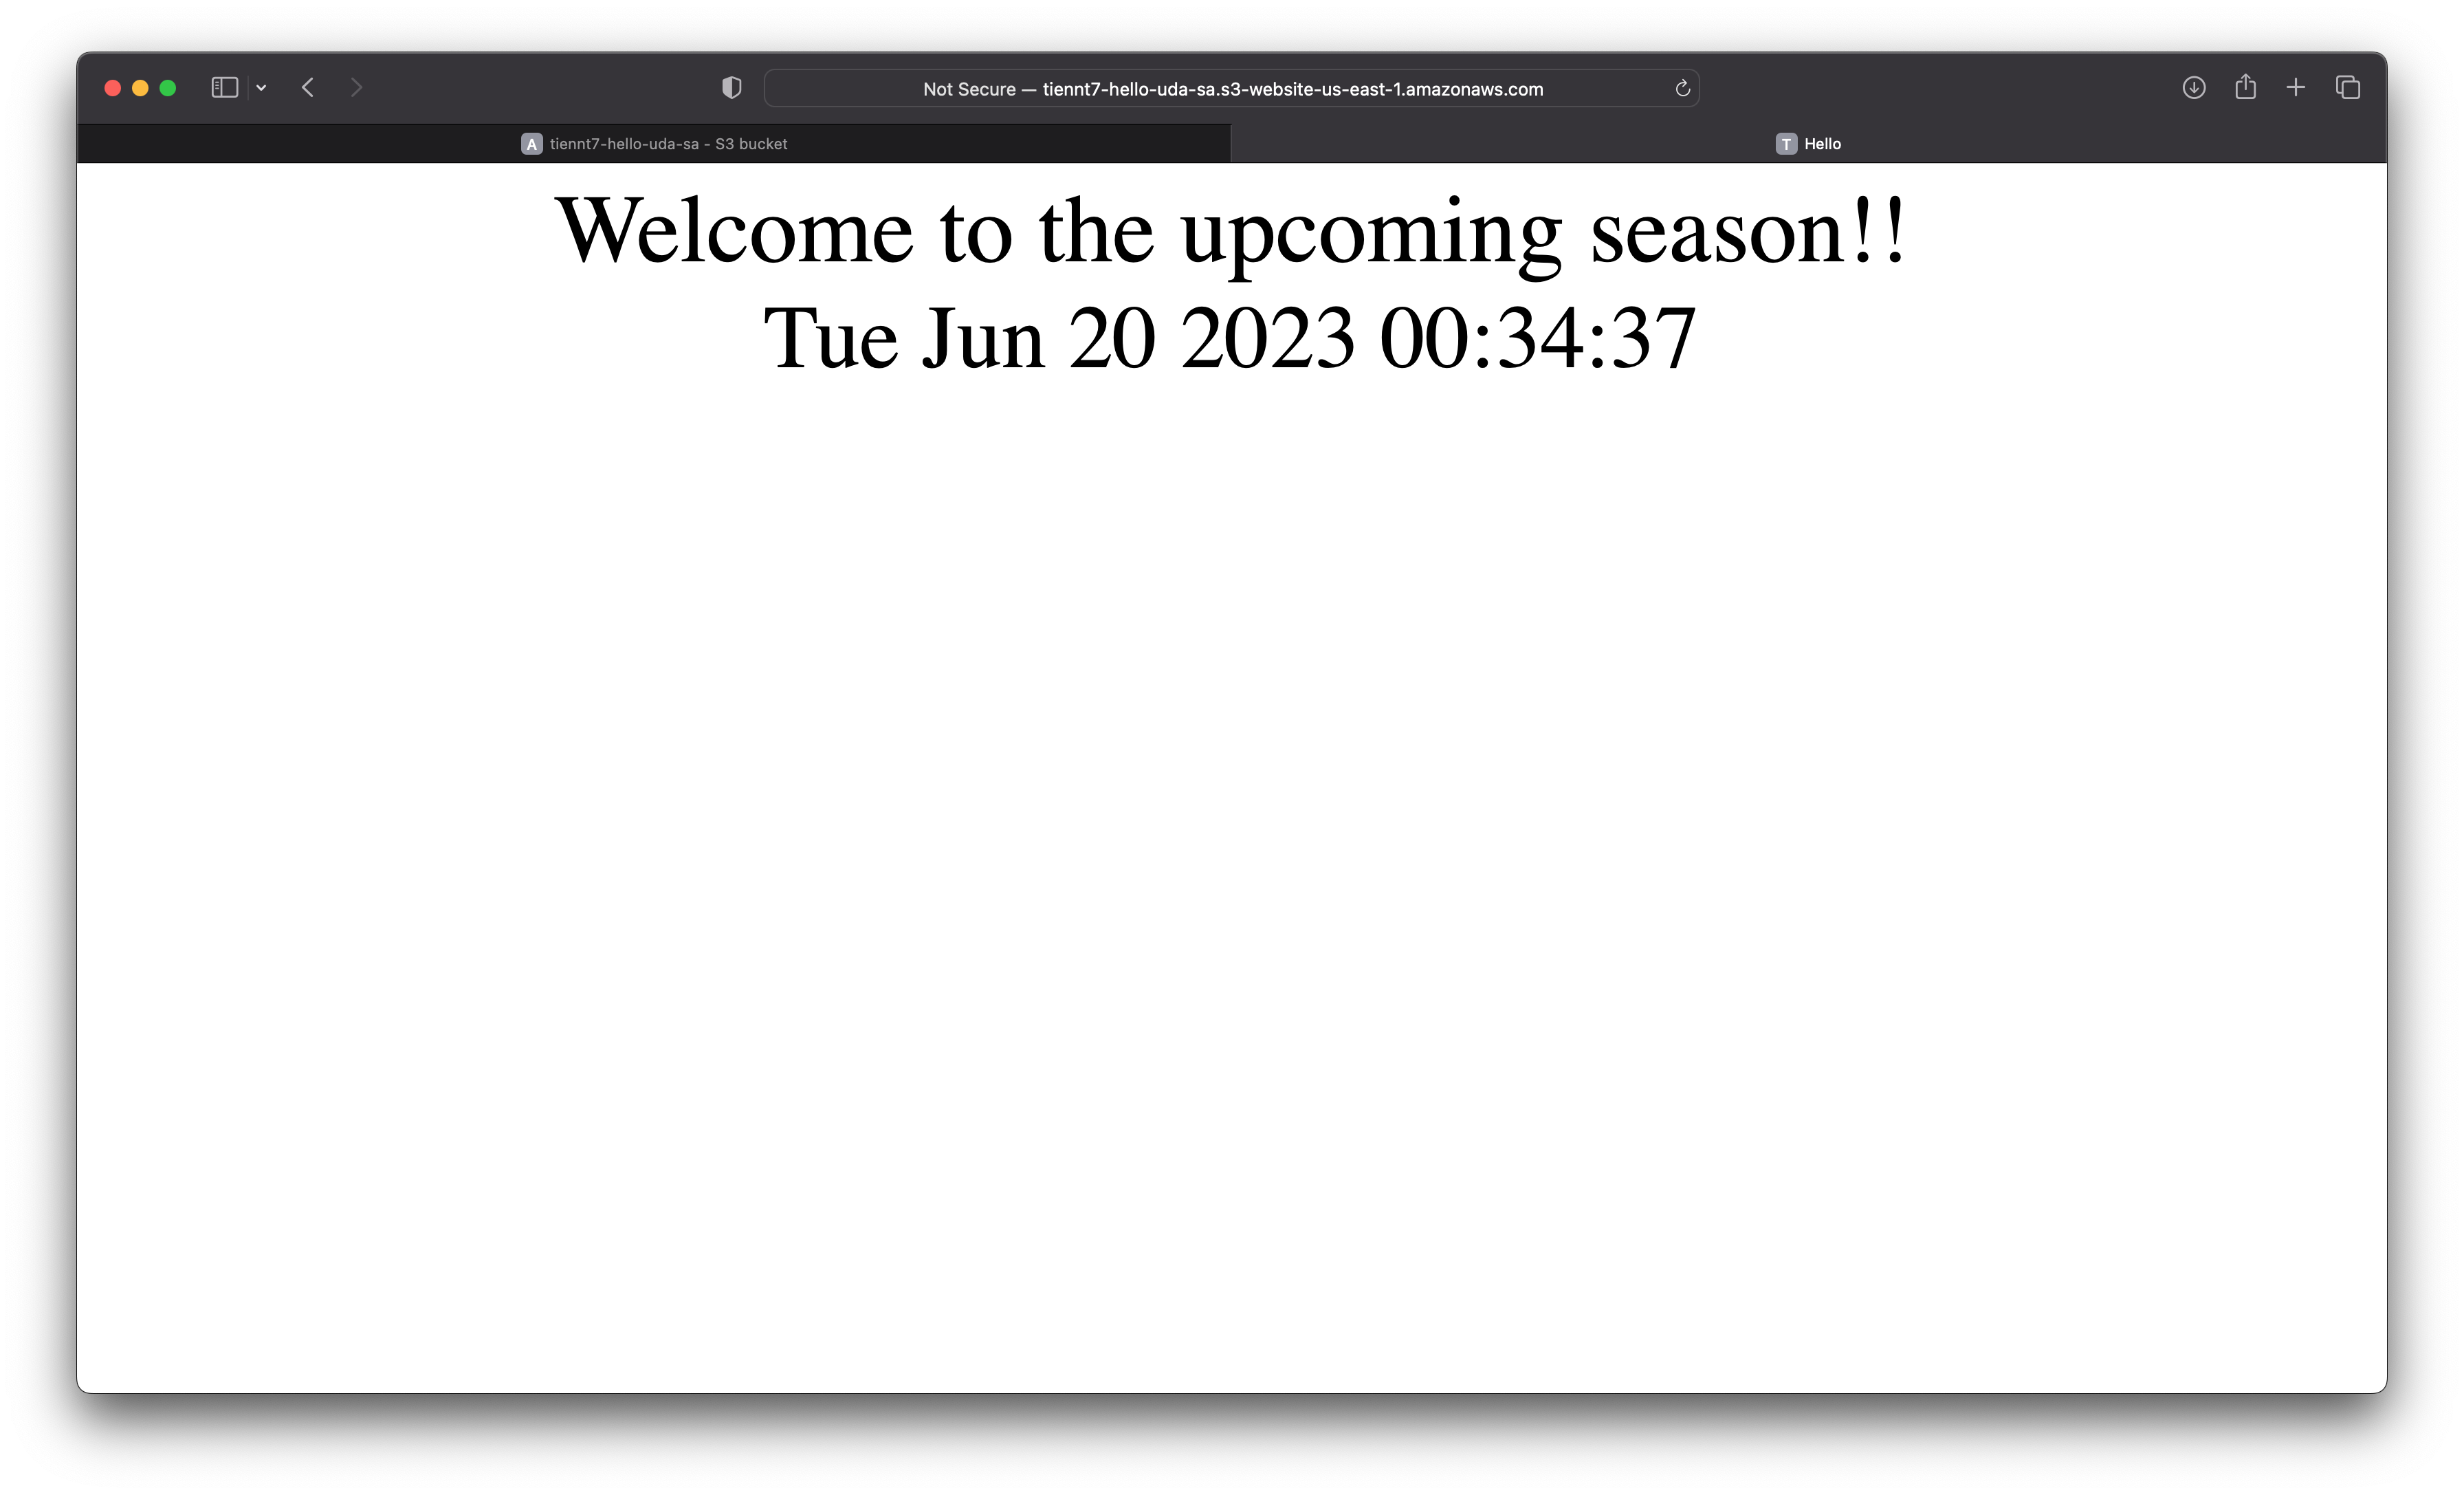 Not Secure — tiennt7-hello-uda-sa.s3-website-us-east-1.amazonaws.com
A tiennt7-hello-uda-sa - S3 bucket
T Hello
Welcome to the upcoming season!!
Tue Jun 20 2023 00:34:37